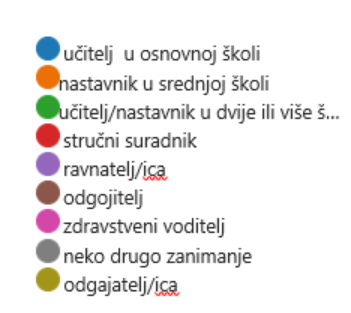 učitelj u osnovnoj školi
nastavnik u srednjoj školi
učitelj/nastavnik u dvije ili više š...
stručni suradnik
ravnatelj/ica
odgojitelj
zdravstveni voditelj
neko drugo zanimanje
odgajatelj/ica